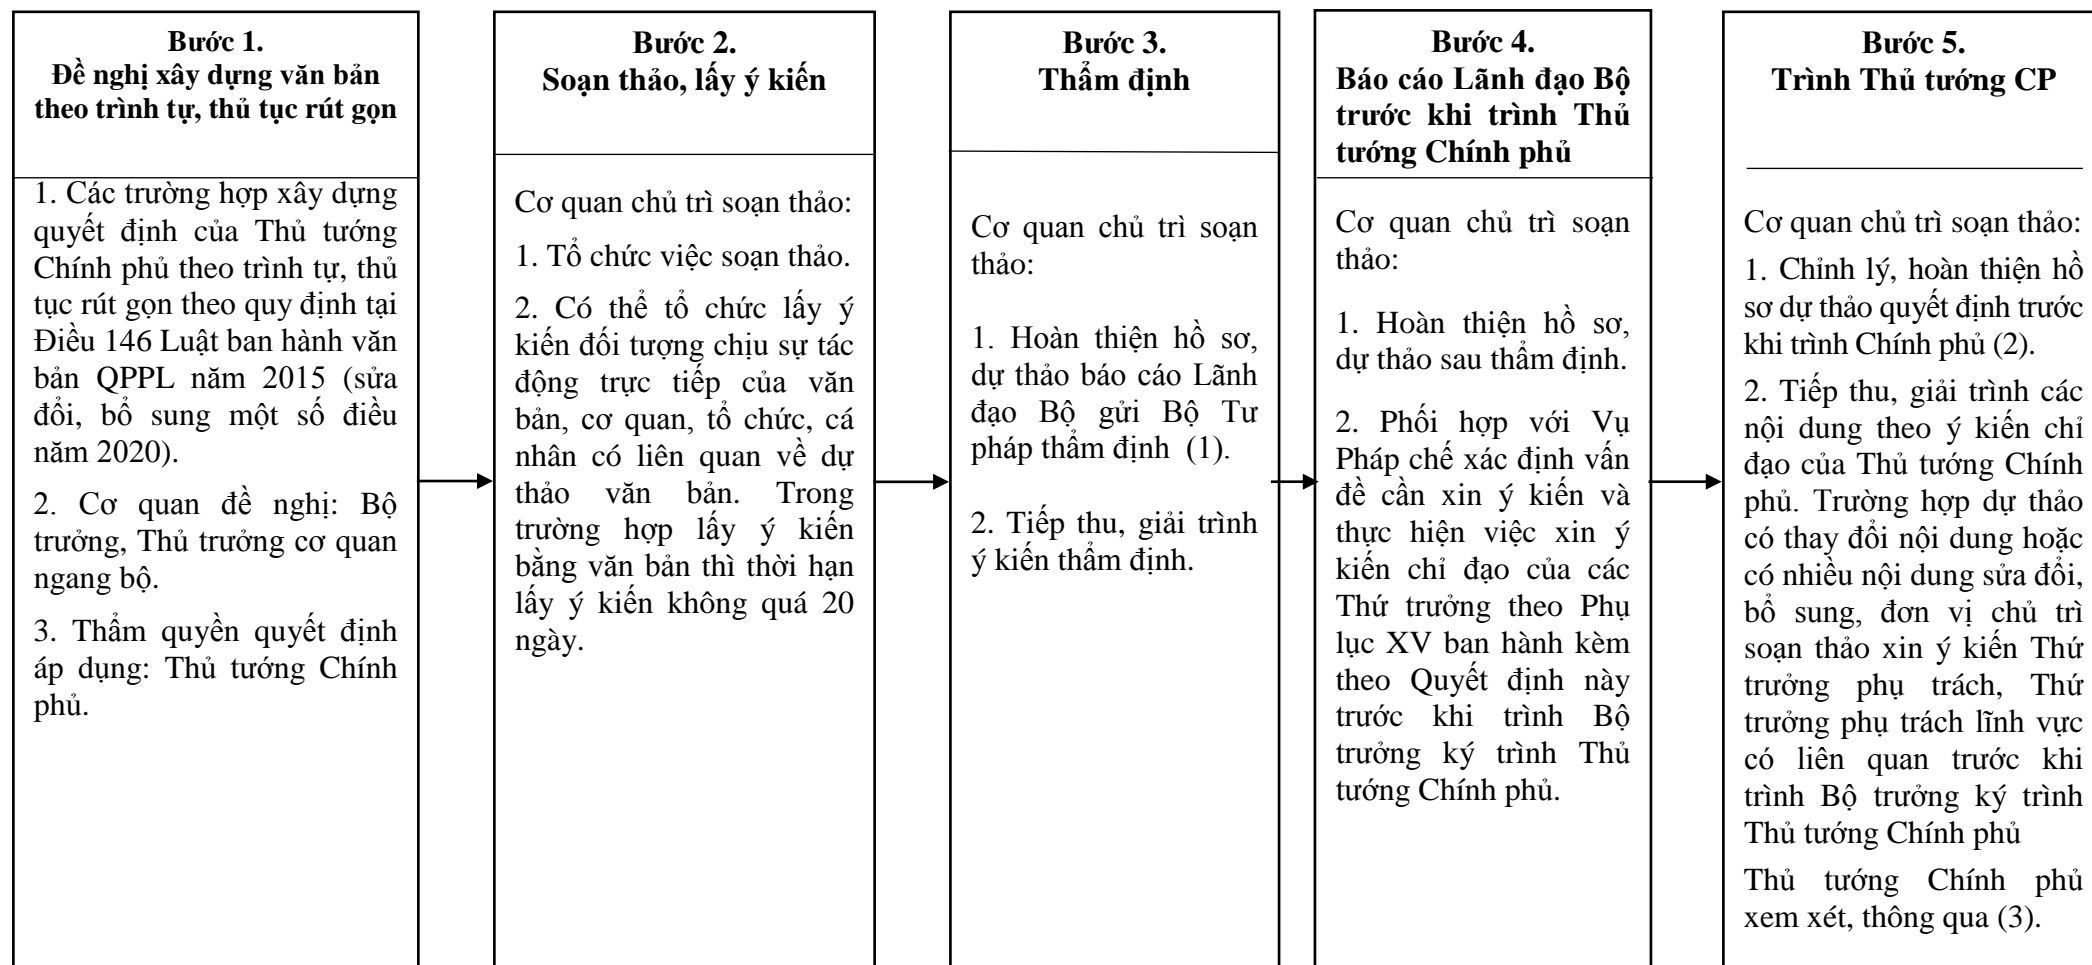 Bước 1.
Đề nghị xây dựng văn bản
theo trình tự, thủ tục rút gọn
1. Các trường hợp xây dựng
quyết định của Thủ tướng
Chính phủ theo trình tự, thủ
tục rút gọn theo quy định tại
Điều 146 Luật ban hành văn
bản QPPL năm 2015 (sửa
đổi, bổ sung một số điều
năm 2020).
2. Cơ quan đề nghị: Bộ
trưởng, Thủ trưởng cơ quan
ngang bộ.
3. Thẩm quyền quyết định
áp dụng: Thủ tướng Chính
phủ.
Bước 2.
Soạn thảo, lấy ý kiến
Cơ quan chủ trì soạn thảo:
1. Tổ chức việc soạn thảo.
2. Có thể tổ chức lấy ý
kiến đối tượng chịu sự tác
động trực tiếp của văn
bản, cơ quan, tổ chức, cá
nhân có liên quan về dự
thảo văn bản. Trong
trường hợp lấy ý kiến
bằng văn bản thì thời hạn
lấy ý kiến không quá 20
ngày.
Bước 3.
Thẩm định
Cơ quan chủ trì soạn
thảo:
1. Hoàn thiện hồ sơ,
dự thảo báo cáo Lãnh
đạo Bộ gửi Bộ Tư
pháp thẩm định (1).
2. Tiếp thu, giải trình
ý kiến thẩm định.
Bước 4.
Báo cáo Lãnh đạo Bộ
trước khi trình Thủ
tướng Chính phủ
Cơ quan chủ trì soạn
thảo:
1. Hoàn thiện hồ sơ,
dự thảo sau thẩm định.
2. Phối hợp với Vụ
Pháp chế xác định vấn
đề cần xin ý kiến và
thực hiện việc xin ý
kiến chỉ đạo của các
Thứ trưởng theo Phụ
lục XV ban hành kèm
theo Quyết định này
trước khi trình Bộ
trưởng ký trình Thủ
tướng Chính phủ.
Bước 5.
Trình Thủ tướng CP
Cơ quan chủ trì soạn thảo:
1. Chỉnh lý, hoàn thiện hồ
sơ dự thảo quyết định trước
khi trình Chính phủ (2).
2. Tiếp thu, giải trình các
nội dung theo ý kiến chỉ
đạo của Thủ tướng Chính
phủ. Trường hợp dự thảo
có thay đổi nội dung hoặc
có nhiều nội dung sửa đổi,
bổ sung, đơn vị chủ trì
soạn thảo xin ý kiến Thứ
trưởng phụ trách, Thứ
trưởng phụ trách lĩnh vực
có liên quan trước khi
trình Bộ trưởng ký trình
Thủ tướng Chính phủ
Thủ tướng Chính phủ
xem xét, thông qua (3).